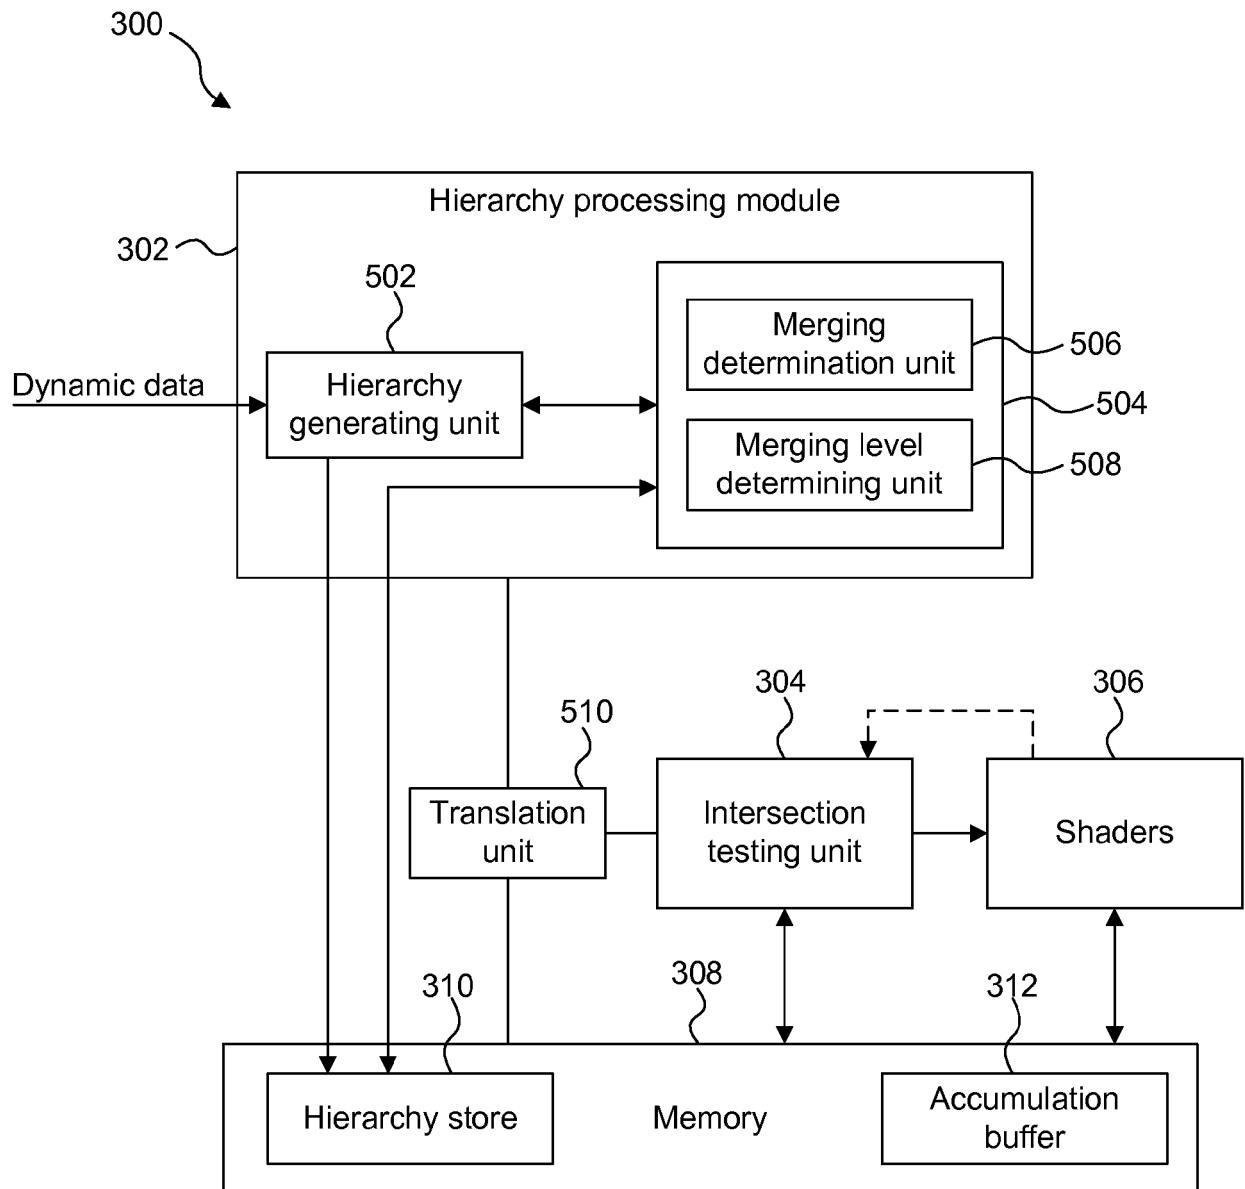 300
Hierarchy processing module
302
502
Merging
determination unit
506
Dynamic data
Hierarchy
generating unit
504
Merging level
determining unit
508
304
306
510
Translation
unit
Intersection
testing unit
Shaders
310
308
312
Hierarchy store
Memory
Accumulation
buffer